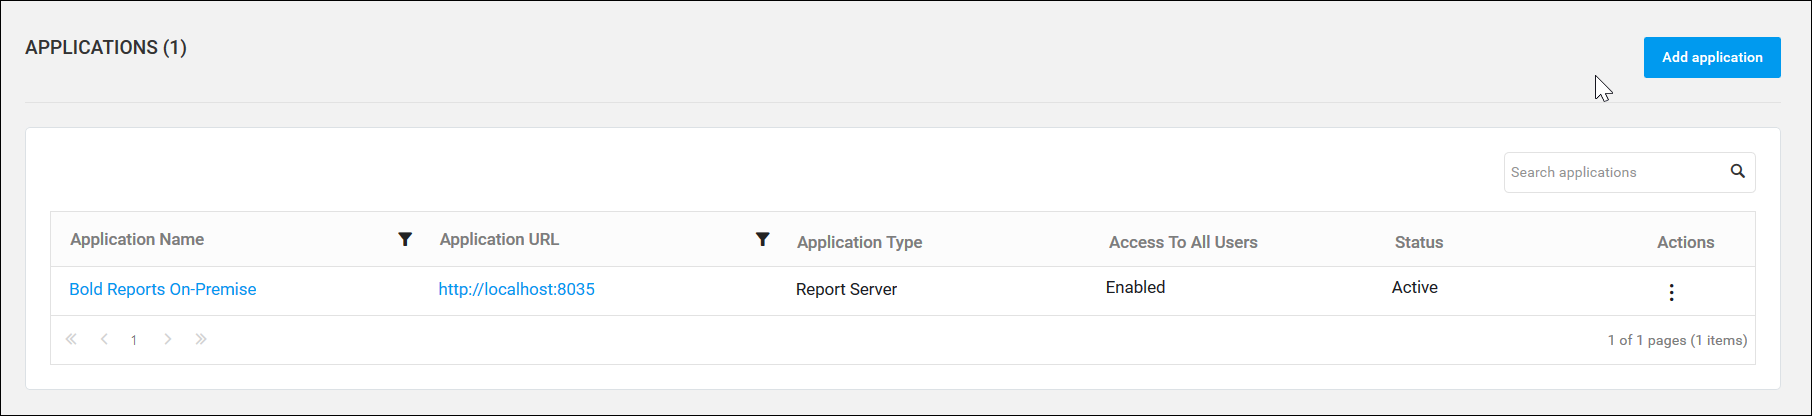 APPLICATIONS (1)
Add application
Search applications
Application Name Application URL Application Type Access To All Users Status Actions
Bold Reports On-Premise http://localhost:8035 Report Server Enabled Active
1 1 of 1 pages (1 items)